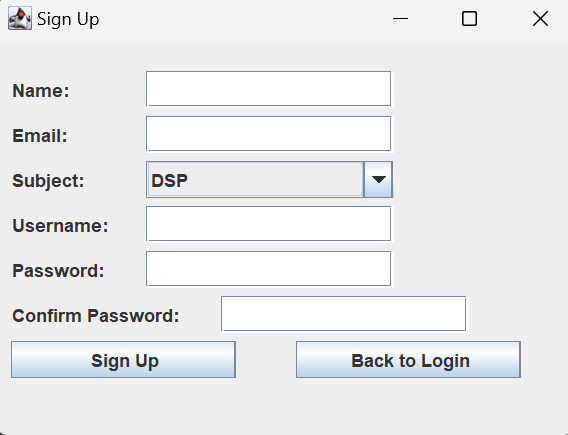 Sign Up
Name:
Email:
Subject: DSP
Username:
Password:
Confirm Password:
Sign Up Back to Login